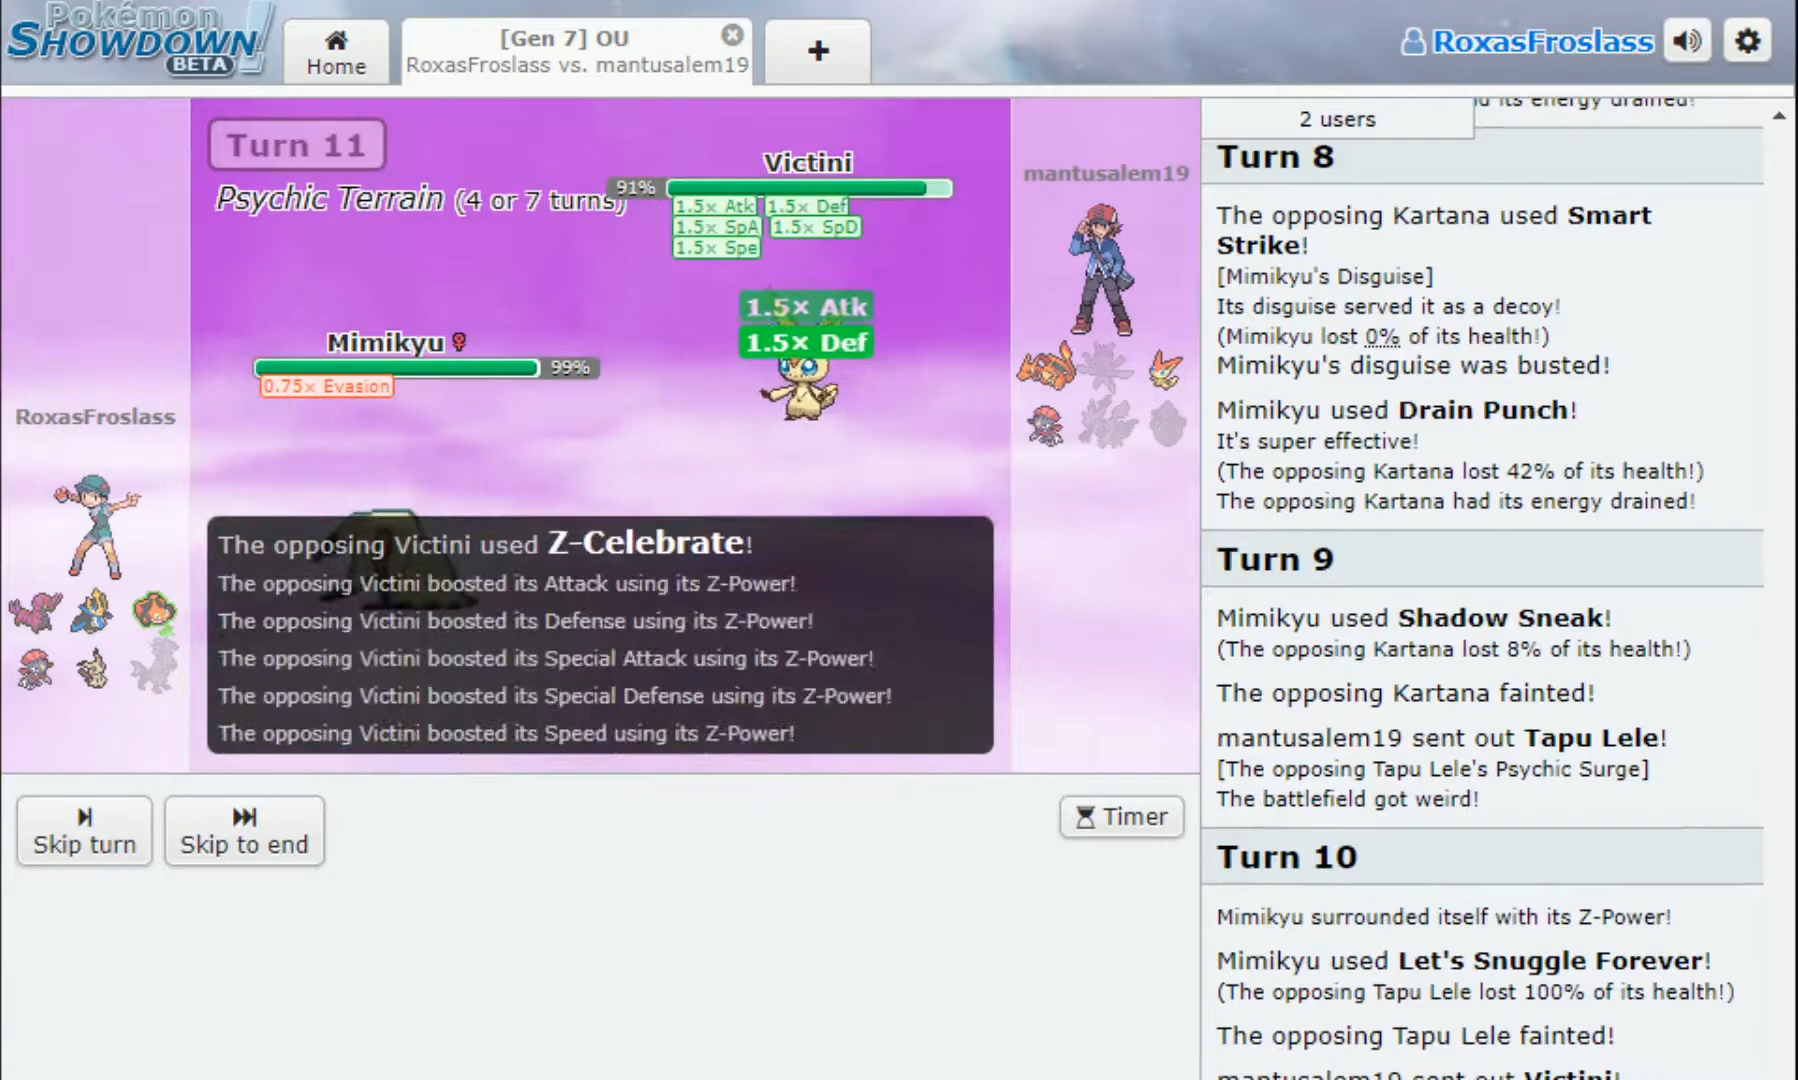 Pokémon
SHOWDOWN!
BETA
Home
[Gen 7] OU
RoxasFroslass vs. mantusalem19
+
RoxasFroslass
Turn 11
Psychic Terrain (4 or 7 turns)
Victini
91%
1.5× Atk 1.5× Def
1.5× SpA 1.5× SpD
1.5× Spe
1.5× Atk
1.5× Def
Mimikyu
99%
0.75× Evasion
RoxasFroslass
mantusalem19
The opposing Victini used Z-Celebrate!
The opposing Victini boosted its Attack using its Z-Power!
The opposing Victini boosted its Defense using its Z-Power!
The opposing Victini boosted its Special Attack using its Z-Power!
The opposing Victini boosted its Special Defense using its Z-Power!
The opposing Victini boosted its Speed using its Z-Power!
Skip turn
Skip to end
Timer
2 users
its energy drained!
Turn 8
The opposing Kartana used Smart
Strike!
[Mimikyu's Disguise]
Its disguise served it as a decoy!
(Mimikyu lost 0% of its health!)
Mimikyu's disguise was busted!
Mimikyu used Drain Punch!
It's super effective!
(The opposing Kartana lost 42% of its health!)
The opposing Kartana had its energy drained!
Turn 9
Mimikyu used Shadow Sneak!
(The opposing Kartana lost 8% of its health!)
The opposing Kartana fainted!
mantusalem19 sent out Tapu Lele!
[The opposing Tapu Lele's Psychic Surge]
The battlefield got weird!
Turn 10
Mimikyu surrounded itself with its Z-Power!
Mimikyu used Let's Snuggle Forever!
(The opposing Tapu Lele lost 100% of its health!)
The opposing Tapu Lele fainted!
mantusalem19 sent out Victini!